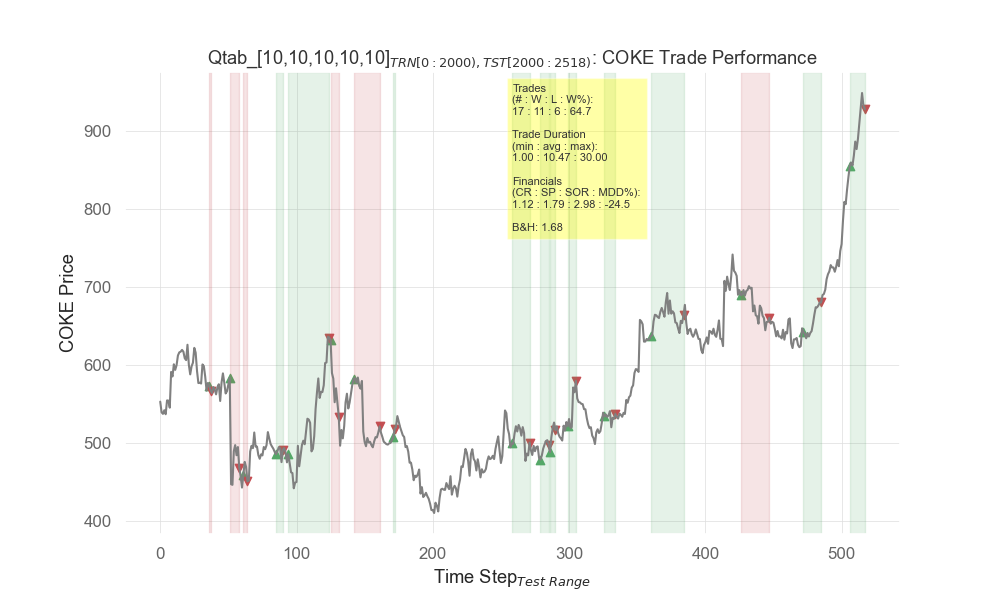 Qtab_[10,10,10,10,10]TRN[0:2000),TST[2000:2518): COKE Trade Performance
Trades
(# : W : L : W%):
17 : 11 : 6 : 64.7
Trade Duration
(min : avg : max):
1.00 : 10.47 : 30.00
Financials
(CR : SP : SOR : MDD%):
1.12 : 1.79 : 2.98 : -24.5
B&H: 1.68
COKE Price
900
800
700
600
500
400
0 100 200 300 400 500
Time StepTest Range